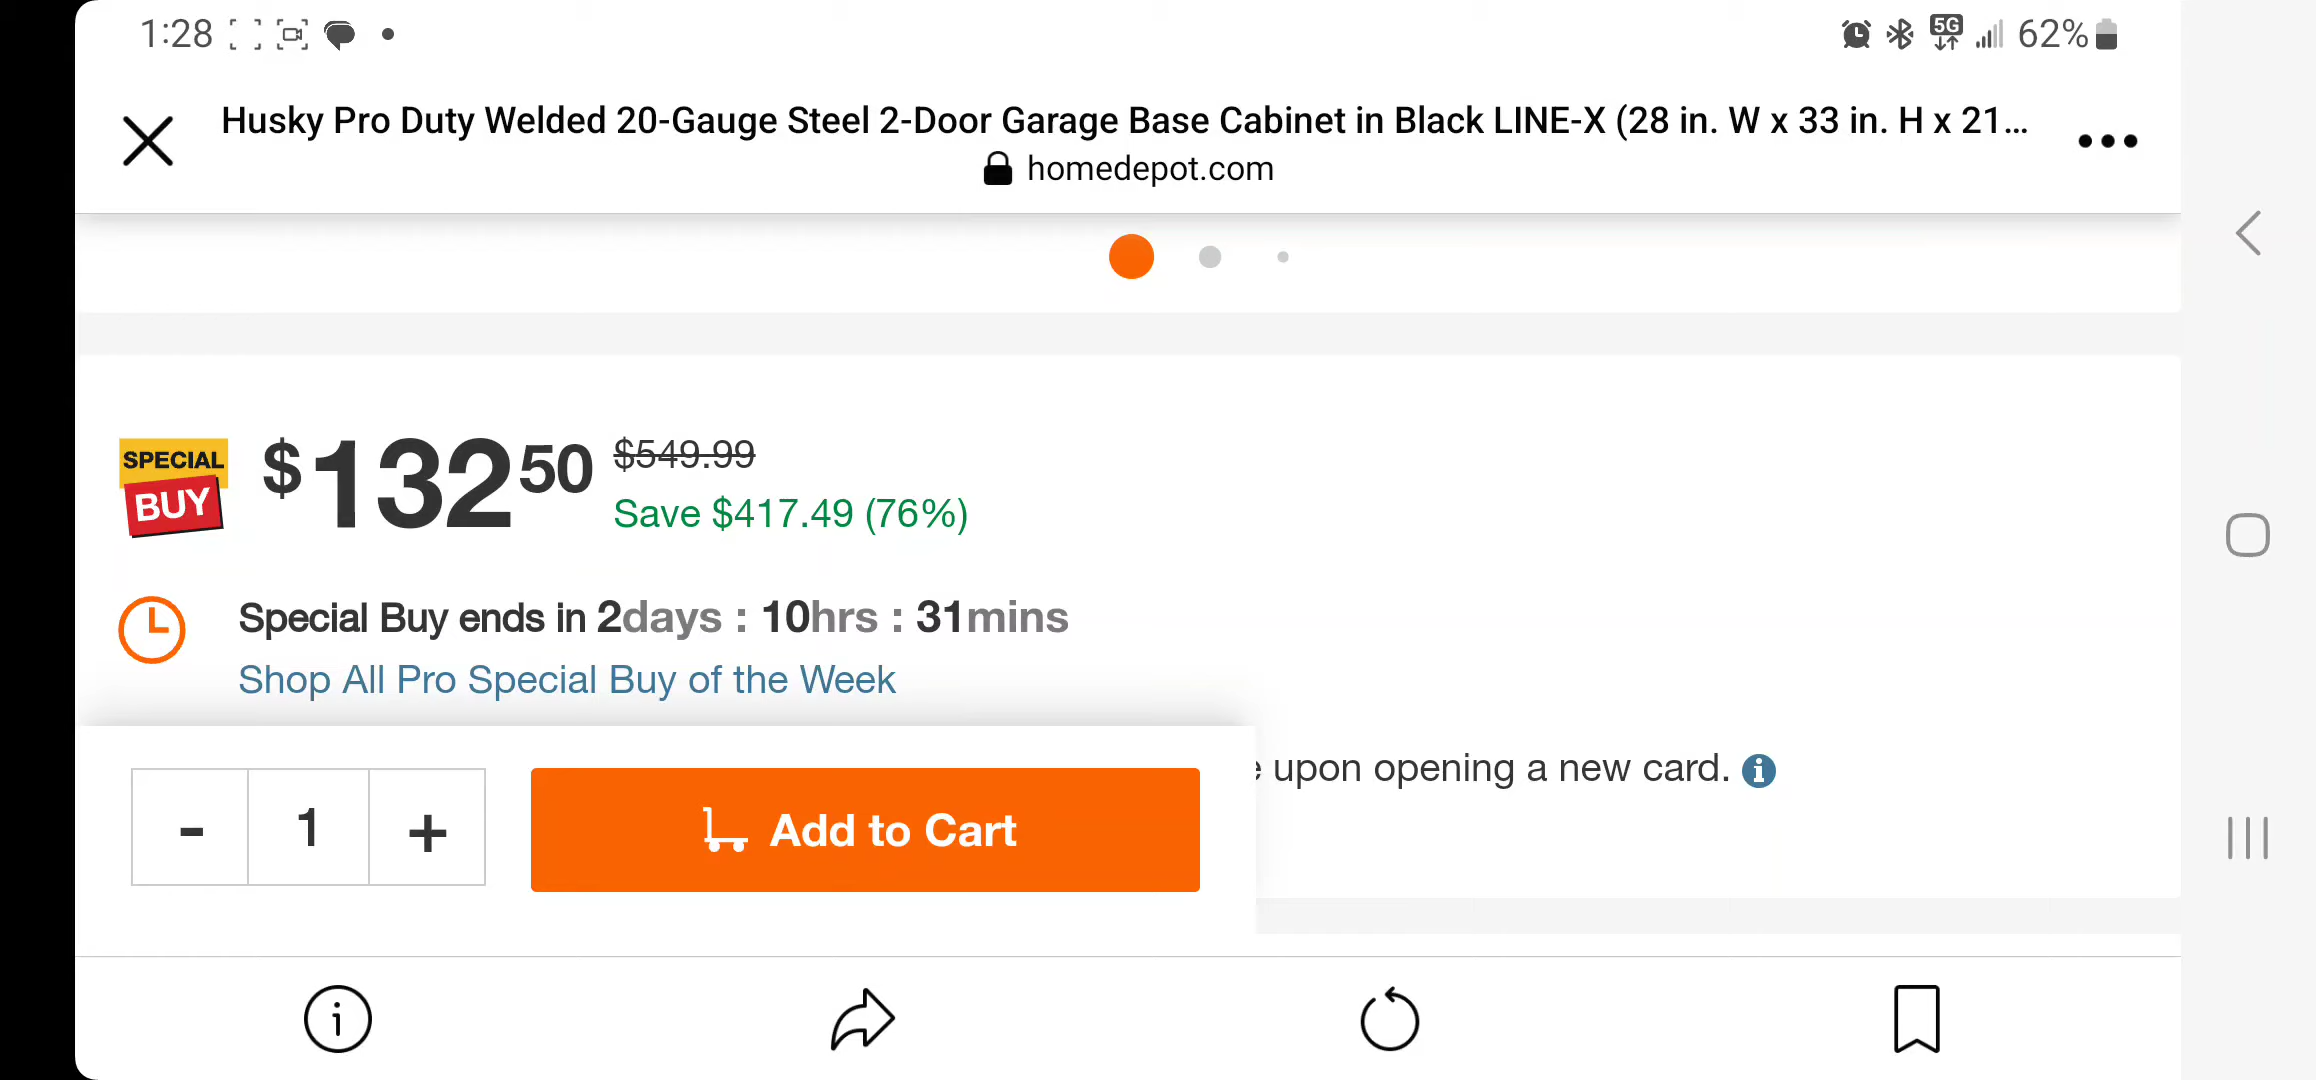 1:28
5G 62%
Husky Pro Duty Welded 20-Gauge Steel 2-Door Garage Base Cabinet in Black LINE-X (28 in. W x 33 in. H x 21...
homedepot.com
SPECIAL
BUY
$132 50 $549.99
Save $417.49 (76%)
Special Buy ends in 2days : 10hrs : 31mins
Shop All Pro Special Buy of the Week
upon opening a new card.
- 1 + Add to Cart